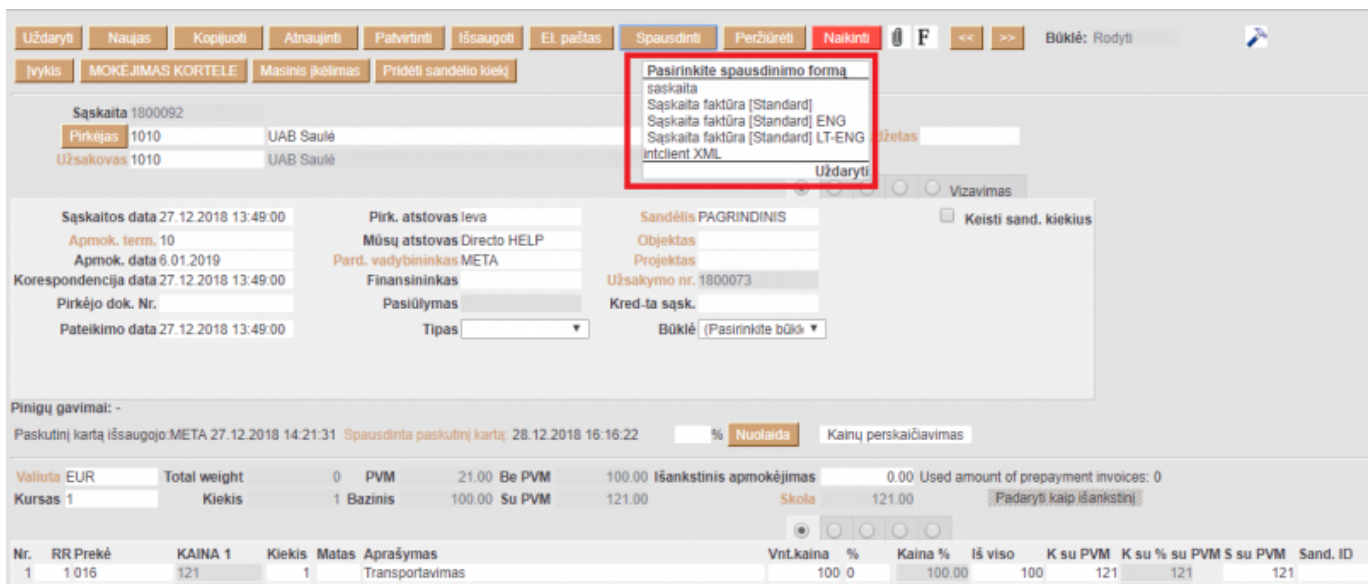 Uždaryti Naujas Kopijuoti Atnaujinti Patvirtinti Išsaugoti El. paštas Spausdinti Peržiūrėti Naikinti F << >> Būklė: Rodyti
Įvykis MOKĖJIMAS KORTELE Masinis įkėlimas Pridėti sandėlio kiekį
Pasirinkite spausdinimo formą
saskaita
Sąskaita faktūra [Standard]
Sąskaita faktūra [Standard] ENG
Sąskaita faktūra [Standard] LT-ENG
intclient XML
Uždaryti
Sąskaita 1800092
Pirkėjas 1010 UAB Saulė
Užsakovas 1010 UAB Saulė
Vizavimas
Sąskaitos data 27.12.2018 13:49:00 Pirk. atstovas Ieva Sandėlis PAGRINDINIS Keisti sand. kiekius
Apmok. term. 10 Mūsų atstovas Directo HELP Objektas
Apmok. data 6.01.2019 Pard. vadybininkas META Projektas
Korespondencija data 27.12.2018 13:49:00 Finansininkas Užsakymo nr. 1800073
Pirkėjo dok. Nr. Pasiūlymas Kred-ta sąsk.
Pateikimo data 27.12.2018 13:49:00 Tipas Būklė (Pasirinkite būkl
Pinigų gavimai: -
Paskutinį kartą išsaugojo:META 27.12.2018 14:21:31 Spausdinta paskutinį kartą: 28.12.2018 16:16:22 % Nuolaida Kainų perskaičiavimas
Valiuta EUR Total weight 0 PVM 21.00 Be PVM 100.00 Išankstinis apmokėjimas 0.00 Used amount of prepayment invoices: 0
Kursas 1 Kiekis 1 Bazinis 100.00 Su PVM 121.00 Skola 121.00 Padaryti kaip išankstinį
Nr. RR Prekė KAINA 1 Kiekis Matas Aprašymas Vnt.kaina % Kaina % Iš viso K su PVM K su % su PVM S su PVM Sand. ID
1 1 016 121 1 Transportavimas 100 0 100.00 100 121 121 121